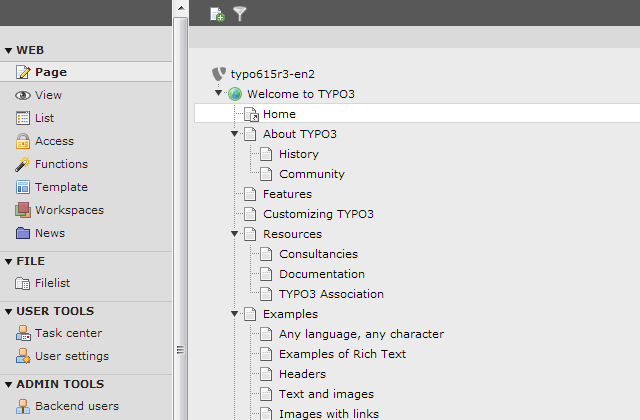 WEB
Page
View
List
Access
Functions
Template
Workspaces
News
FILE
Filelist
USER TOOLS
Task center
User settings
ADMIN TOOLS
Backend users
typo615r3-en2
Welcome to TYPO3
Home
About TYPO3
History
Community
Features
Customizing TYPO3
Resources
Consultancies
Documentation
TYPO3 Association
Examples
Any language, any character
Examples of Rich Text
Headers
Text and images
Images with links